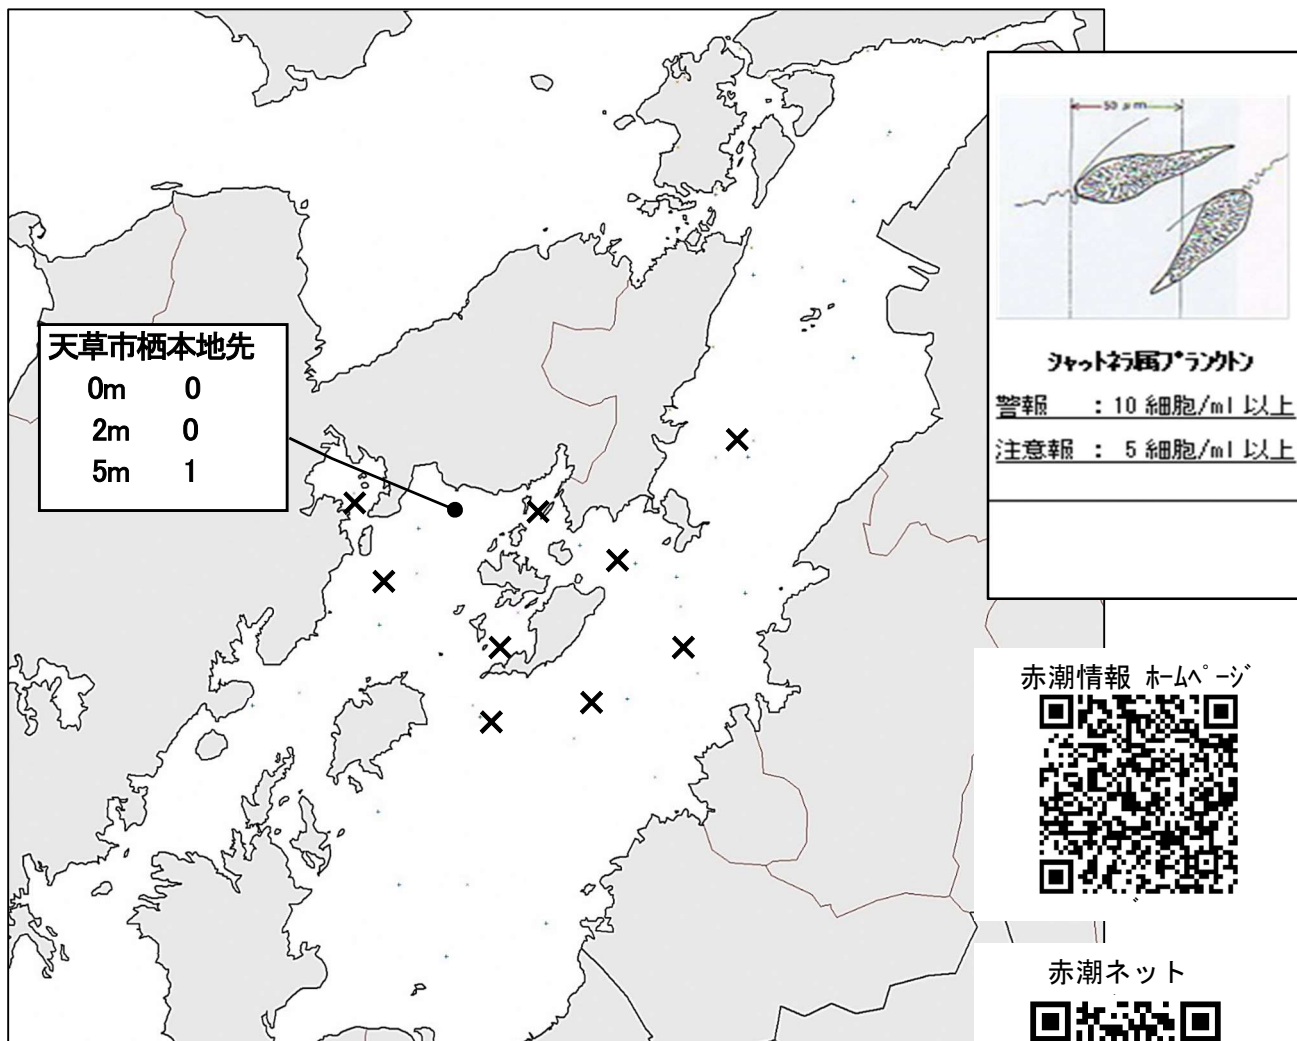 天草市栖本地先
0m 0
2m 0
5m 1
50 μm
シャットネラ属プランクトン
警報 : 10 細胞/ml 以上
注意報 : 5 細胞/ml 以上
赤潮情報 ホームページ
赤潮ネット